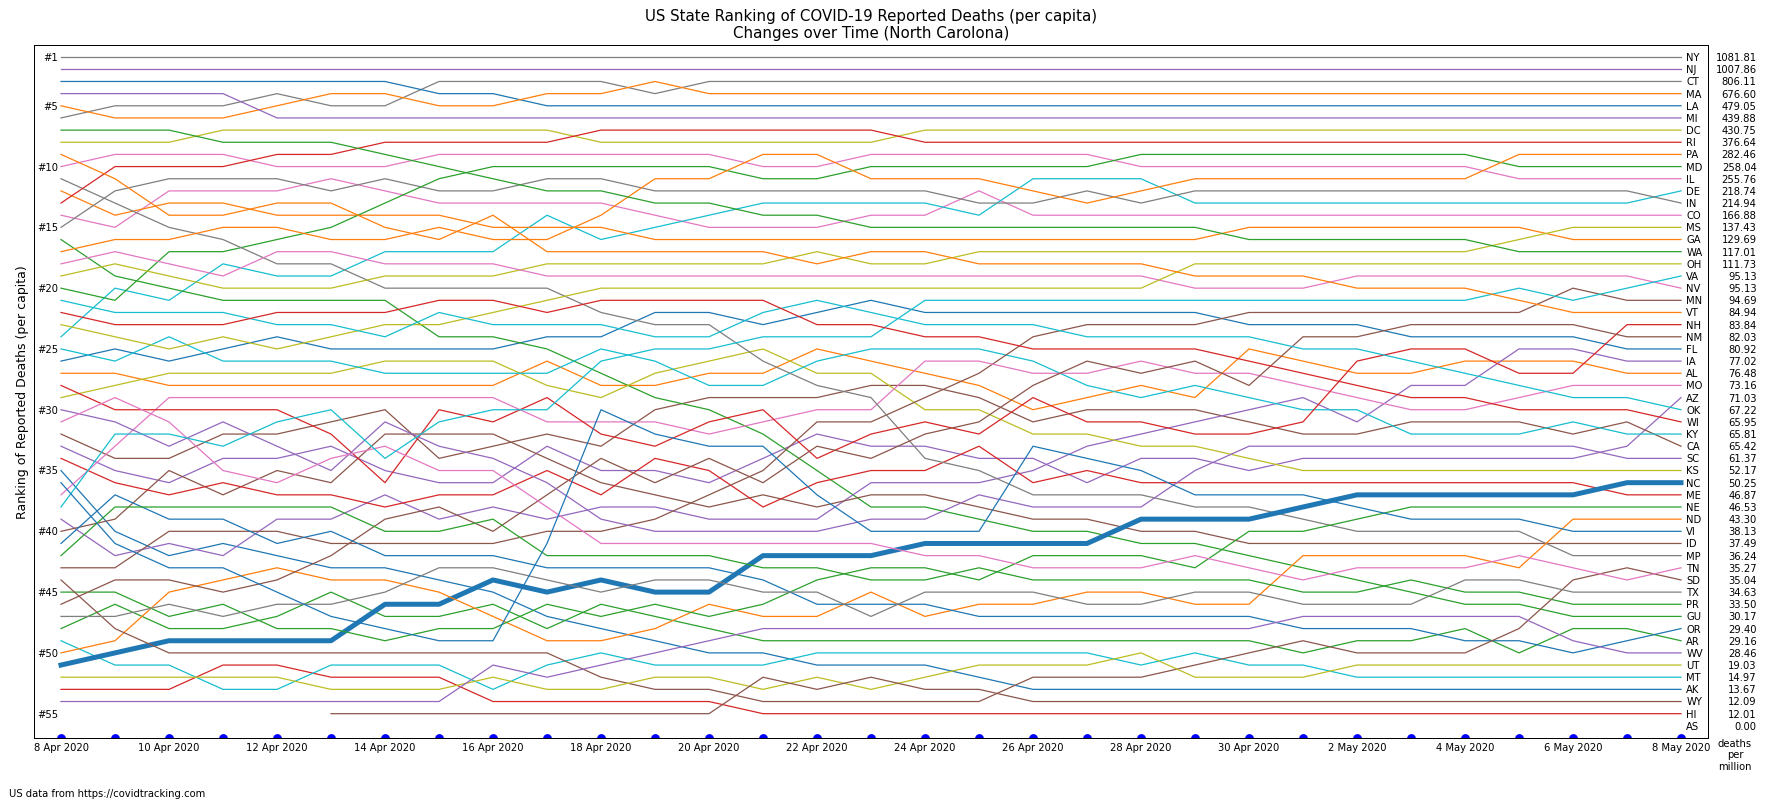 US State Ranking of COVID-19 Reported Deaths (per capita)
Changes over Time (North Carolona)
Ranking of Reported Deaths (per capita)
#1
#5
#10
#15
#20
#25
#30
#35
#40
#45
#50
#55
NY 1081.81
NJ 1007.86
CT 806.11
MA 676.60
LA 479.05
MI 439.88
DC 430.75
RI 376.64
PA 282.46
MD 258.04
IL 255.76
DE 218.74
IN 214.94
CO 166.88
MS 137.43
GA 129.69
WA 117.01
OH 111.73
VA 95.13
NV 95.13
MN 94.69
VT 84.94
NH 83.84
NM 82.03
FL 80.92
IA 77.02
AL 76.48
MO 73.16
AZ 71.03
OK 67.22
WI 65.95
KY 65.81
CA 65.42
SC 61.37
KS 52.17
NC 50.25
ME 46.87
NE 46.53
ND 43.30
VI 38.13
ID 37.49
MP 36.24
TN 35.27
SD 35.04
TX 34.63
PR 33.50
GU 30.17
OR 29.40
AR 29.16
WV 28.46
UT 19.03
MT 14.97
AK 13.67
WY 12.09
HI 12.01
AS 0.00
8 Apr 2020 10 Apr 2020 12 Apr 2020 14 Apr 2020 16 Apr 2020 18 Apr 2020 20 Apr 2020 22 Apr 2020 24 Apr 2020 26 Apr 2020 28 Apr 2020 30 Apr 2020 2 May 2020 4 May 2020 6 May 2020 8 May 2020
deaths
per
million
US data from https://covidtracking.com